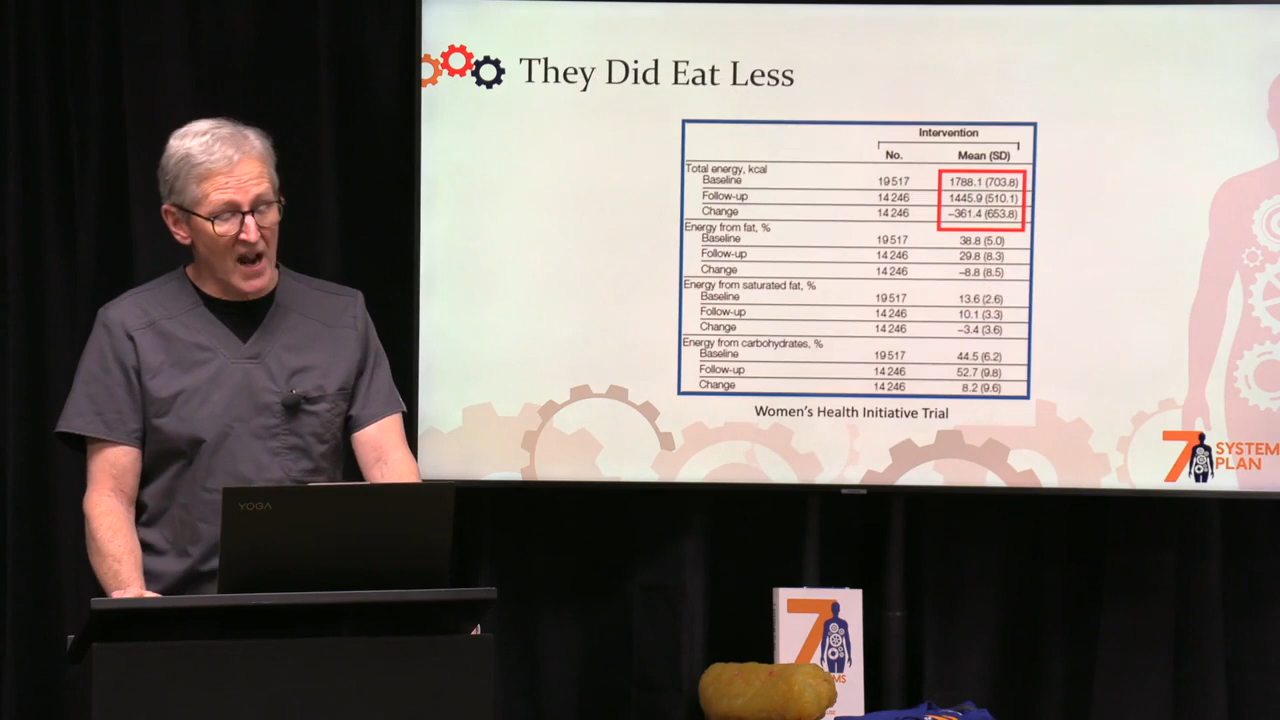 They Did Eat Less
Intervention
No. Mean (SD)
Total energy, kcal
Baseline 19517 1788.1 (703.8)
Follow-up 14246 1445.9 (510.1)
Change 14246 −361.4 (653.8)
Energy from fat, %
Baseline 19517 38.8 (5.0)
Follow-up 14246 29.8 (8.3)
Change 14246 −8.8 (8.5)
Energy from saturated fat, %
Baseline 19517 13.6 (2.6)
Follow-up 14246 10.1 (3.3)
Change 14246 −3.4 (3.6)
Energy from carbohydrates, %
Baseline 19517 44.5 (6.2)
Follow-up 14246 52.7 (9.8)
Change 14246 8.2 (9.6)
Women's Health Initiative Trial
7 SYSTEM
PLAN
YOGA
7